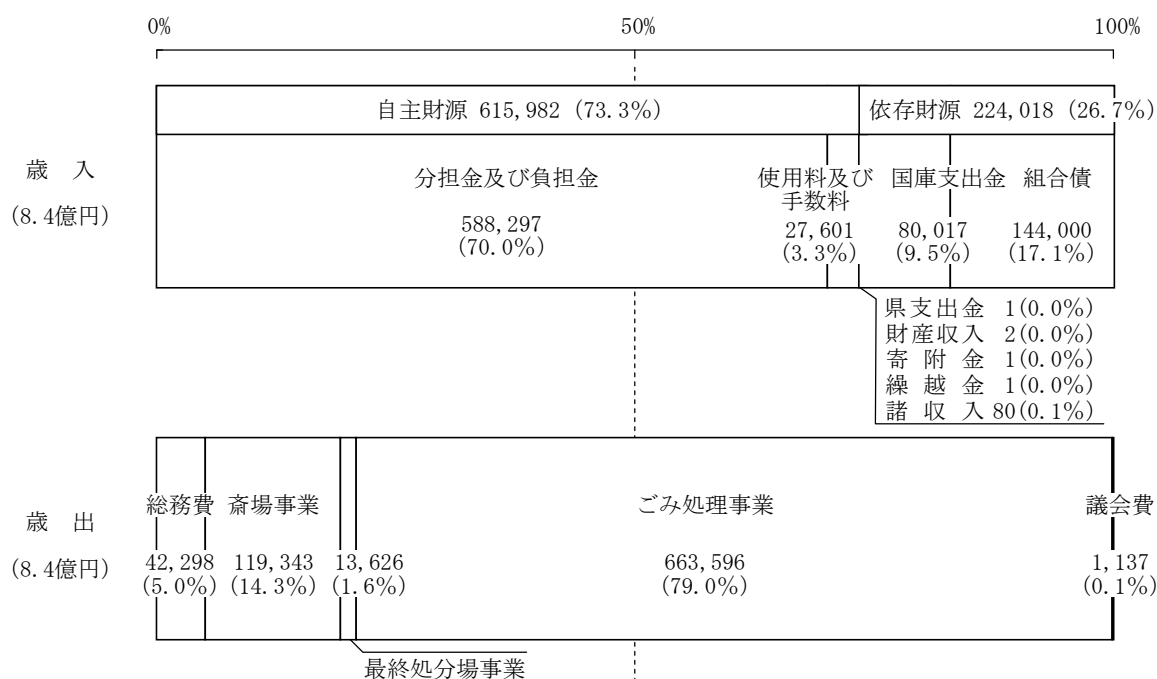 0% 50% 100%
自主財源 615,982 (73.3%) 依存財源 224,018 (26.7%)
歳 入
(8.4億円)
分担金及び負担金
588,297
(70.0%)
使用料及び
手数料
27,601
(3.3%)
国庫支出金
80,017
(9.5%)
組合債
144,000
(17.1%)
県支出金 1(0.0%)
財産収入 2(0.0%)
寄 附 金 1(0.0%)
繰 越 金 1(0.0%)
諸 収 入 80(0.1%)
歳 出
(8.4億円)
総務費
42,298
(5.0%)
斎場事業
119,343
(14.3%)
13,626
(1.6%)
最終処分場事業
ごみ処理事業
663,596
(79.0%)
議会費
1,137
(0.1%)